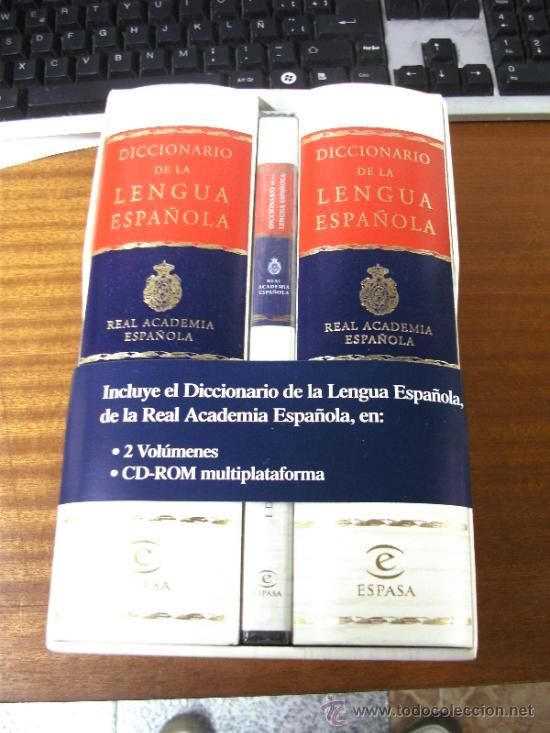 DICCIONARIO
DE LA
LENGUA
ESPAÑOLA
REAL ACADEMIA
ESPAÑOLA
DICCIONARIO DE LA
LENGUA ESPAÑOLA
REAL
ACADEMIA
ESPAÑOLA
DICCIONARIO
DE LA
LENGUA
ESPAÑOLA
REAL ACADEMIA
ESPAÑOLA
Incluye el Diccionario de la Lengua Española,
de la Real Academia Española, en:
• 2 Volúmenes
• CD-ROM multiplataforma
e
ESPASA
e
ESPASA
e
ESPASA
www.todocoleccion.net